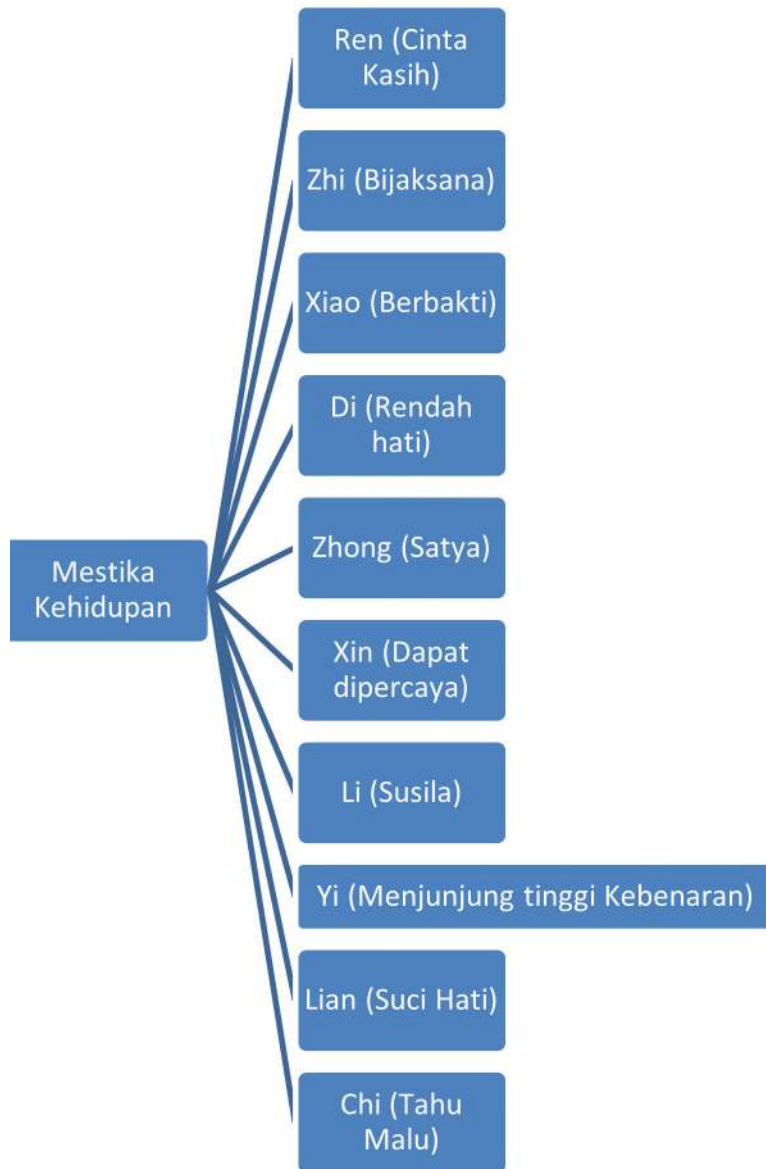 Ren (Cinta
Kasih)
Zhi (Bijaksana)
Xiao (Berbakti)
Di (Rendah
hati)
Zhong (Satya)
Mestika
Kehidupan
Xin (Dapat
dipercaya)
Li (Susila)
Yi (Menjunjung tinggi Kebenaran)
Lian (Suci Hati)
Chi (Tahu
Malu)